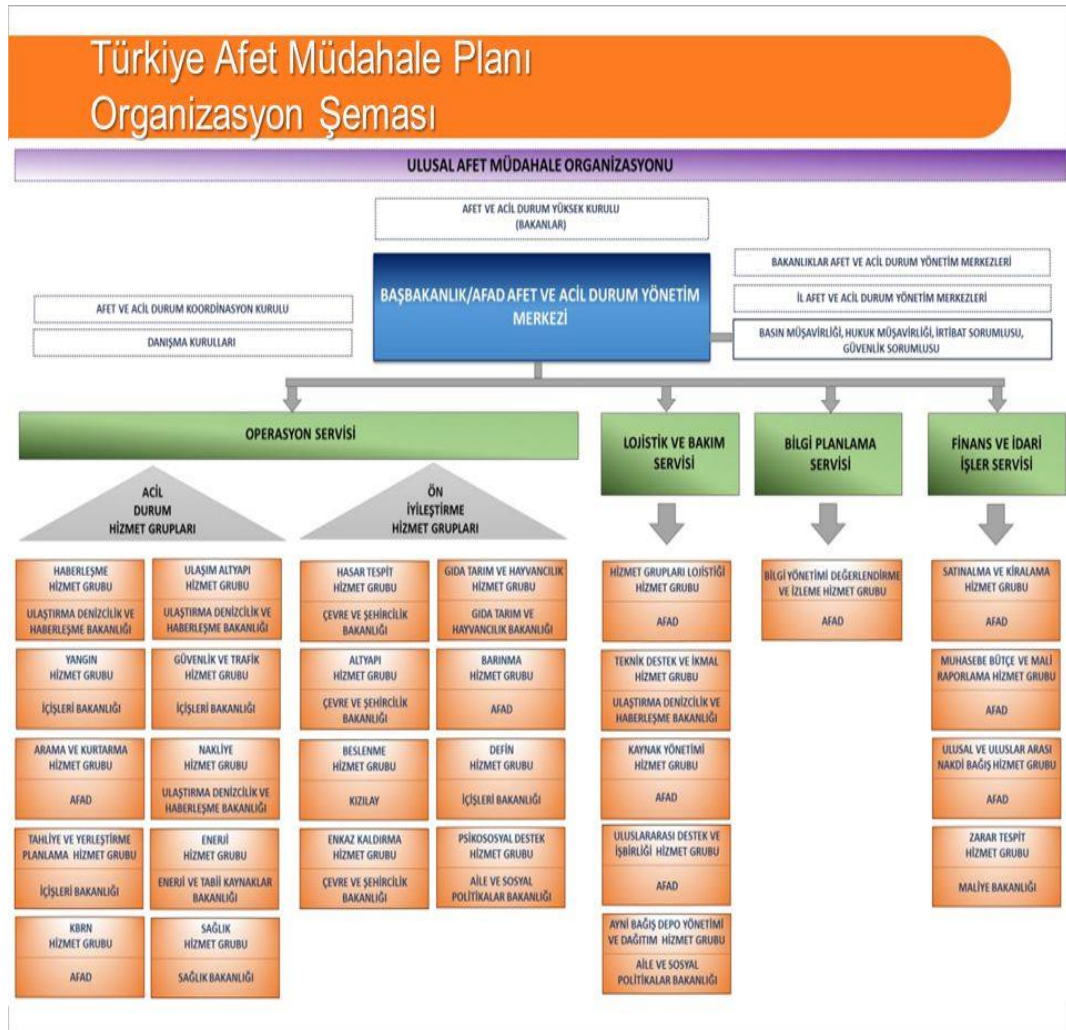 Türkiye Afet Müdahale Planı
Organizasyon Şeması
ULUSAL AFET MÜDAHALE ORGANİZASYONU
AFET VE ACİL DURUM YÜKSEK KURULU
(BAKANLAR)
BAŞBAKANLIK/AFAD AFET VE ACİL DURUM YÖNETİM
MERKEZİ
AFET VE ACİL DURUM KOORDİNASYON KURULU
DANIŞMA KURULLARI
BAKANLIKLAR AFET VE ACİL DURUM YÖNETİM MERKEZLERİ
İL AFET VE ACİL DURUM YÖNETİM MERKEZLERİ
BASIN MÜŞAVİRLİĞİ, HUKUK MÜŞAVİRLİĞİ, İRTİBAT SORUMLUSU,
GÜVENLİK SORUMLUSU
OPERASYON SERVİSİ
ACİL
DURUM
HİZMET GRUPLARI
HABERLEŞME
HİZMET GRUBU
ULAŞTIRMA DENİZCİLİK VE
HABERLEŞME BAKANLIĞI
ULAŞIM ALTYAPI
HİZMET GRUBU
ULAŞTIRMA DENİZCİLİK VE
HABERLEŞME BAKANLIĞI
YANGIN
HİZMET GRUBU
İÇİŞLERİ BAKANLIĞI
GÜVENLİK VE TRAFİK
HİZMET GRUBU
İÇİŞLERİ BAKANLIĞI
ARAMA VE KURTARMA
HİZMET GRUBU
AFAD
NAKLİYE
HİZMET GRUBU
ULAŞTIRMA DENİZCİLİK VE
HABERLEŞME BAKANLIĞI
TAHLİYE VE YERLEŞTİRME
PLANLAMA HİZMET GRUBU
İÇİŞLERİ BAKANLIĞI
ENERJİ
HİZMET GRUBU
ENERJİ VE TABİİ KAYNAKLAR
BAKANLIĞI
KBRN
HİZMET GRUBU
AFAD
SAĞLIK
HİZMET GRUBU
SAĞLIK BAKANLIĞI
ÖN
İYİLEŞTİRME
HİZMET GRUPLARI
HASAR TESPİT
HİZMET GRUBU
ÇEVRE VE ŞEHİRCİLİK
BAKANLIĞI
GIDA TARIM VE HAYVANCILIK
HİZMET GRUBU
GIDA TARIM VE
HAYVANCILIK BAKANLIĞI
ALTYAPI
HİZMET GRUBU
ÇEVRE VE ŞEHİRCİLİK
BAKANLIĞI
BARINMA
HİZMET GRUBU
AFAD
BESLENME
HİZMET GRUBU
KIZILAY
DEFİN
HİZMET GRUBU
İÇİŞLERİ BAKANLIĞI
ENKAZ KALDIRMA
HİZMET GRUBU
ÇEVRE VE ŞEHİRCİLİK
BAKANLIĞI
PSİKOSOSYAL DESTEK
HİZMET GRUBU
AİLE VE SOSYAL
POLİTİKALAR BAKANLIĞI
LOJİSTİK VE BAKIM
SERVİSİ
HİZMET GRUPLARI LOJİSTİĞİ
HİZMET GRUBU
AFAD
TEKNİK DESTEK VE İKMAL
HİZMET GRUBU
ULAŞTIRMA DENİZCİLİK VE
HABERLEŞME BAKANLIĞI
KAYNAK YÖNETİMİ
HİZMET GRUBU
AFAD
ULUSLARARASI DESTEK VE
İŞBİRLİĞİ HİZMET GRUBU
AFAD
AYNİ BAĞIŞ DEPO YÖNETİMİ
VE DAĞITIM HİZMET GRUBU
AİLE VE SOSYAL
POLİTİKALAR BAKANLIĞI
BİLGİ PLANLAMA
SERVİSİ
BİLGİ YÖNETİMİ DEĞERLENDİRME
VE İZLEME HİZMET GRUBU
AFAD
FİNANS VE İDARİ
İŞLER SERVİSİ
SATINALMA VE KİRALAMA
HİZMET GRUBU
AFAD
MUHASEBE BÜTÇE VE MALİ
RAPORLAMA HİZMET GRUBU
AFAD
ULUSAL VE ULUSLAR ARASI
NAKDİ BAĞIŞ HİZMET GRUBU
AFAD
ZARAR TESPİT
HİZMET GRUBU
MALİYE BAKANLIĞI